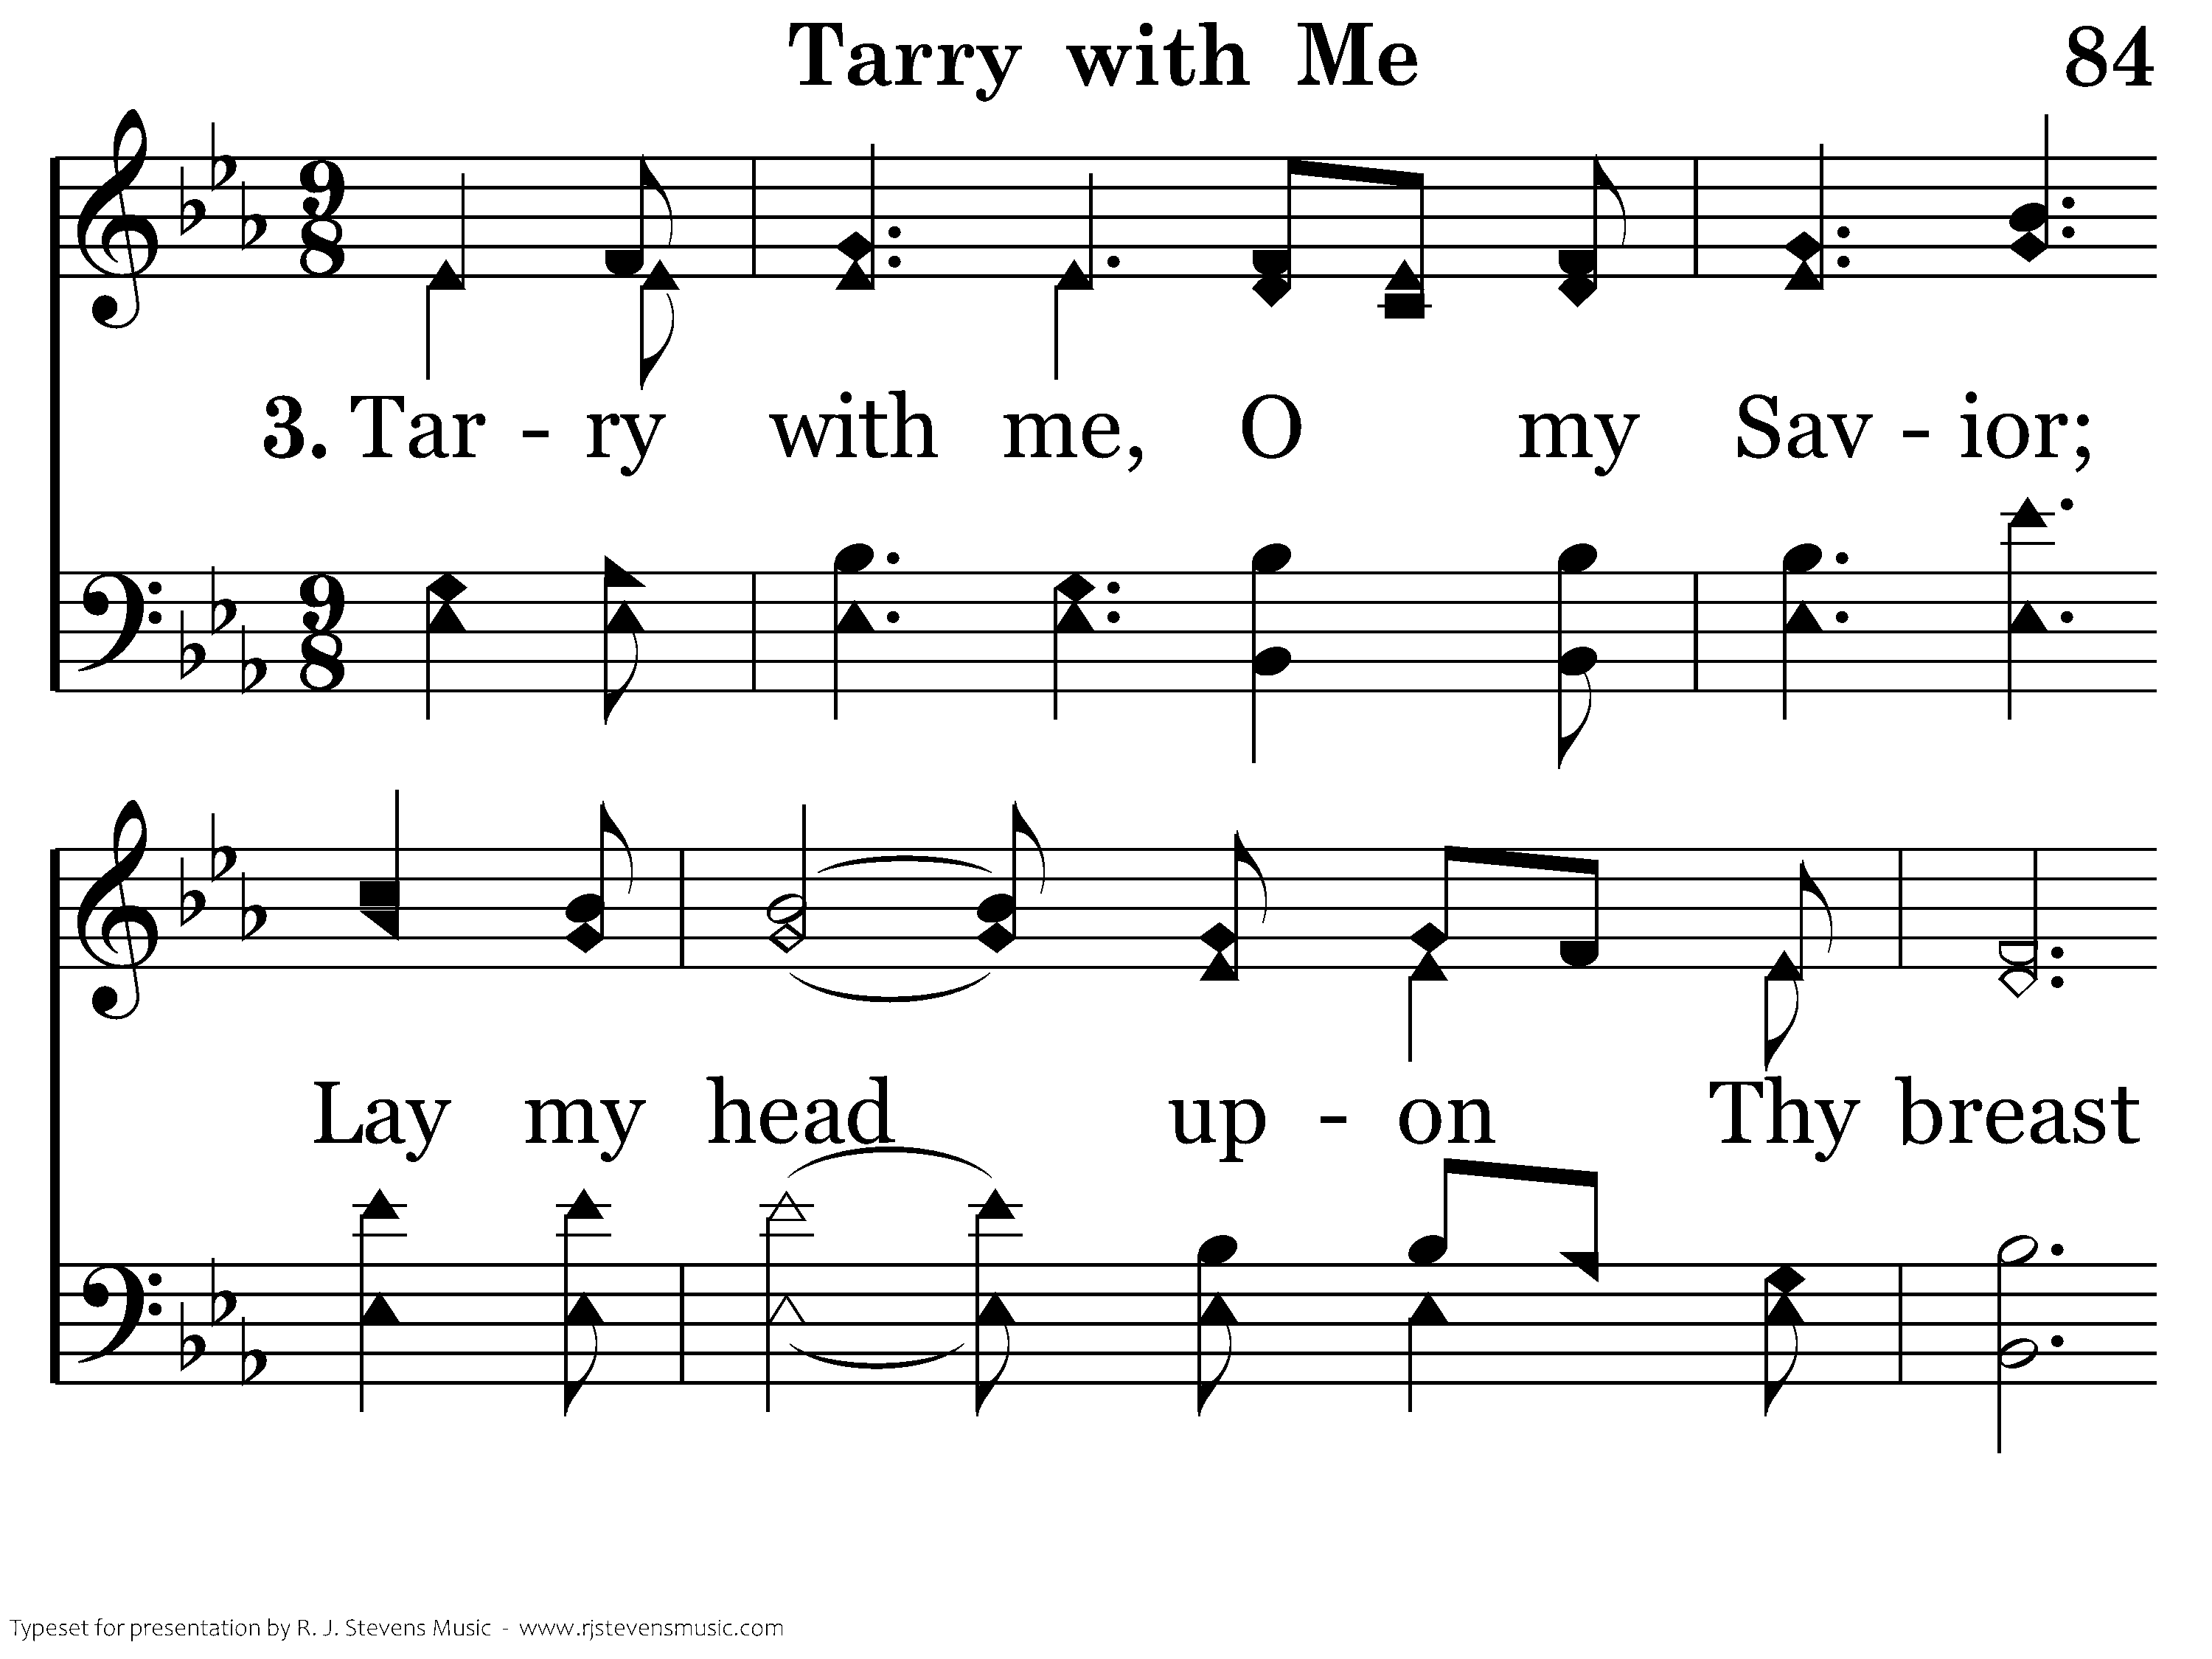 Tarry with Me 84
3. Tar - ry with me, O my Sav - ior;
Lay my head up - on Thy breast
Typeset for presentation by R. J. Stevens Music - www.rjstevensmusic.com